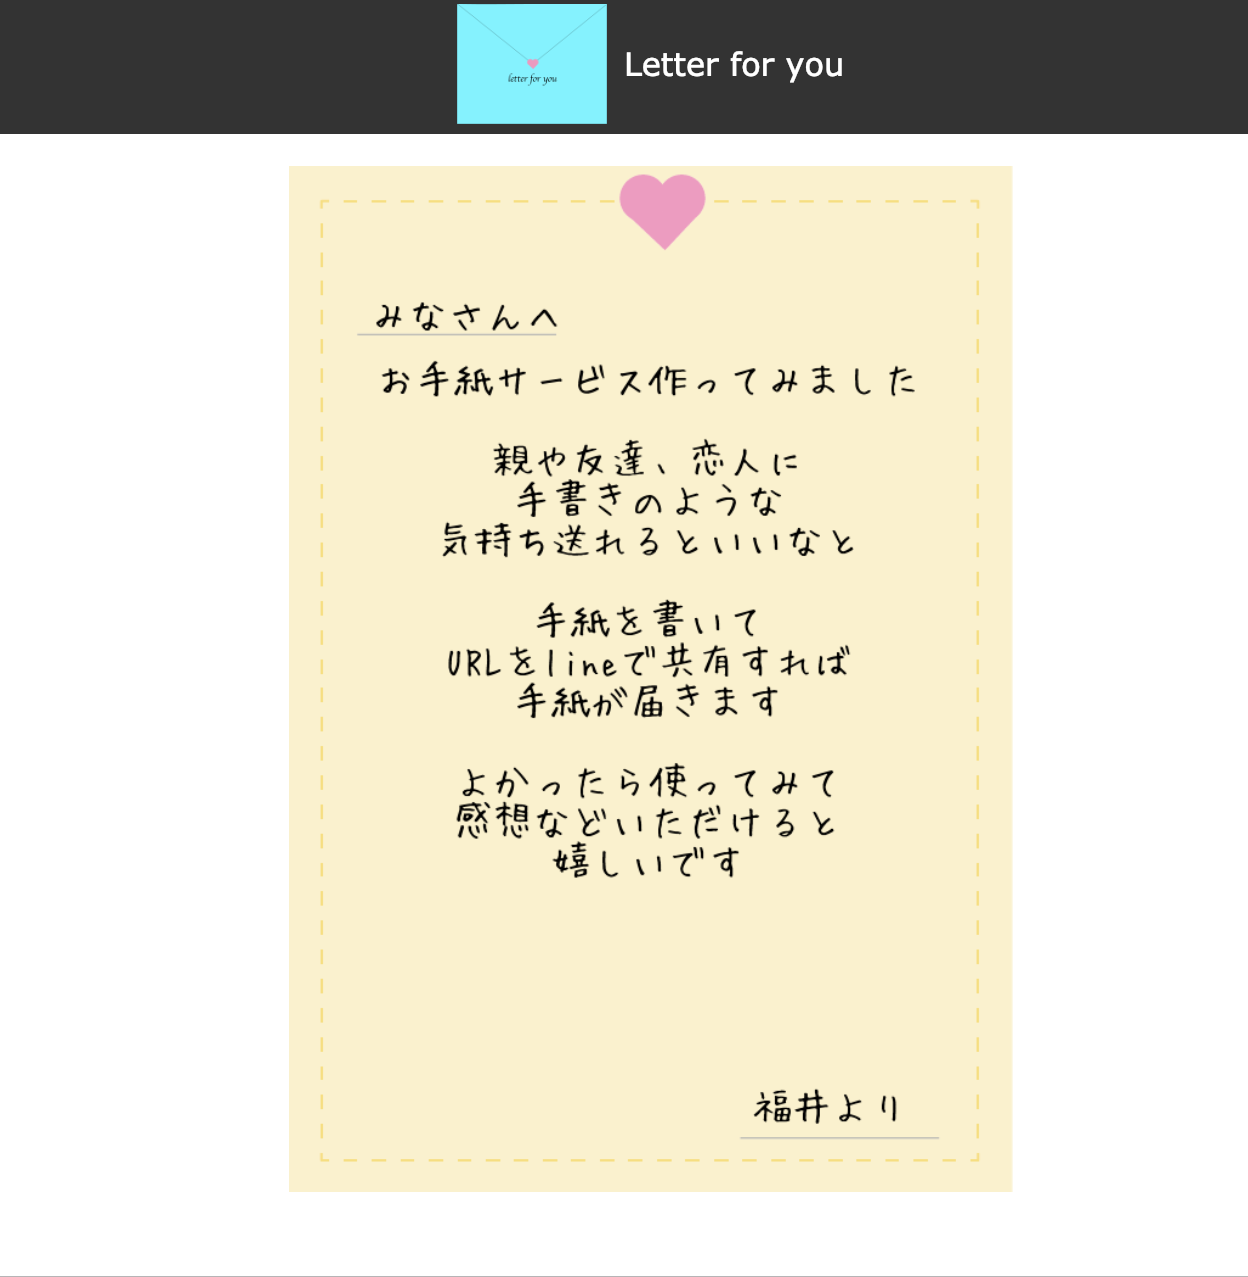 letter for you
Letter for you
みなさんへ
お手紙サービス作ってみました
親や友達、恋人に
手書きのような
気持ち送れるといいなと
手紙を書いて
URLをlineで共有すれば
手紙が届きます
よかったら使ってみて
感想などいただけると
嬉しいです
福井より